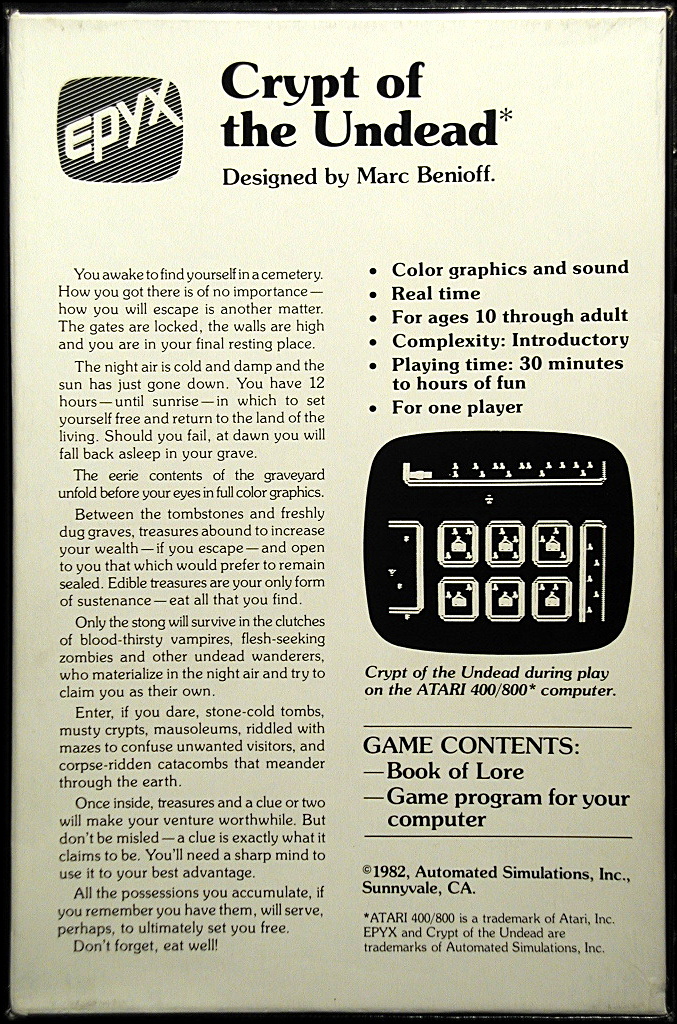 EPYX
Crypt of
the Undead*
Designed by Marc Benioff.
You awake to find yourself in a cemetery.
How you got there is of no importance—
how you will escape is another matter.
The gates are locked, the walls are high
and you are in your final resting place.
The night air is cold and damp and the
sun has just gone down. You have 12
hours—until sunrise—in which to set
yourself free and return to the land of the
living. Should you fail, at dawn you will
fall back asleep in your grave.
The eerie contents of the graveyard
unfold before your eyes in full color graphics.
Between the tombstones and freshly
dug graves, treasures abound to increase
your wealth—if you escape—and open
to you that which would prefer to remain
sealed. Edible treasures are your only form
of sustenance—eat all that you find.
Only the stong will survive in the clutches
of blood-thirsty vampires, flesh-seeking
zombies and other undead wanderers,
who materialize in the night air and try to
claim you as their own.
Enter, if you dare, stone-cold tombs,
musty crypts, mausoleums, riddled with
mazes to confuse unwanted visitors, and
corpse-ridden catacombs that meander
through the earth.
Once inside, treasures and a clue or two
will make your venture worthwhile. But
don't be misled—a clue is exactly what it
claims to be. You'll need a sharp mind to
use it to your best advantage.
All the possessions you accumulate, if
you remember you have them, will serve,
perhaps, to ultimately set you free.
Don't forget, eat well!
• Color graphics and sound
• Real time
• For ages 10 through adult
• Complexity: Introductory
• Playing time: 30 minutes
to hours of fun
• For one player
Crypt of the Undead during play
on the ATARI 400/800* computer.
GAME CONTENTS:
—Book of Lore
—Game program for your
computer
©1982, Automated Simulations, Inc.,
Sunnyvale, CA.
*ATARI 400/800 is a trademark of Atari, Inc.
EPYX and Crypt of the Undead are
trademarks of Automated Simulations, Inc.